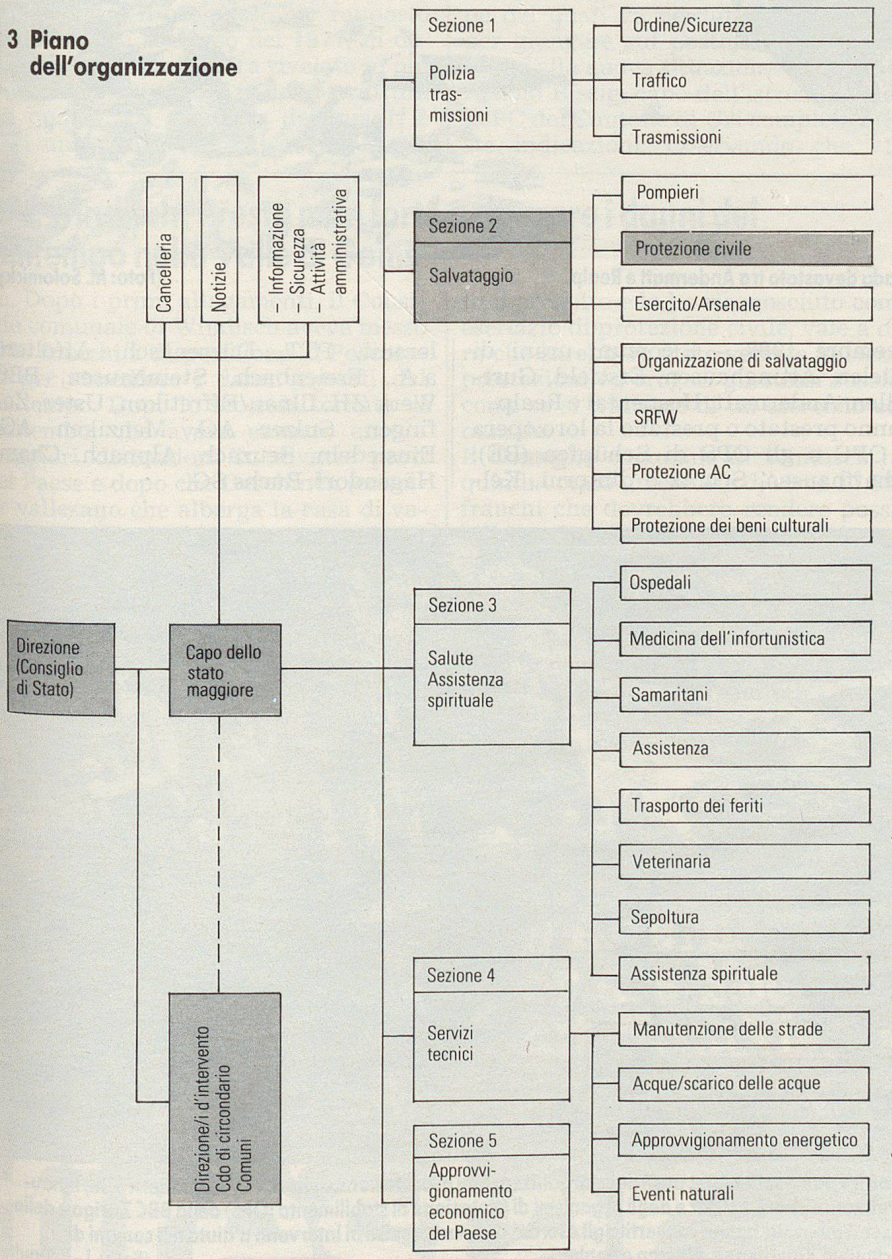 3 Piano
dell'organizzazione
Cancelleria
Notizie
– Informazione
– Sicurezza
– Attività
amministrativa
Direzione
(Consiglio
di Stato)
Capo dello
stato
maggiore
Direzione/i d'intervento
Cdo di circondario
Comuni
Sezione 1
Polizia
tras-
missioni
Ordine/Sicurezza
Traffico
Trasmissioni
Sezione 2
Salvataggio
Pompieri
Protezione civile
Esercito/Arsenale
Organizzazioni di salvataggio
SRFW
Protezione AC
Protezione dei beni culturali
Sezione 3
Salute
Assistenza
spirituale
Ospedali
Medicina dell'infortunistica
Samaritani
Assistenza
Trasporto dei feriti
Veterinaria
Sepoltura
Assistenza spirituale
Sezione 4
Servizi
tecnici
Manutenzione delle strade
Acque/scarico delle acque
Approvvigionamento energetico
Eventi naturali
Sezione 5
Approvvi-
gionamento
economico
del Paese